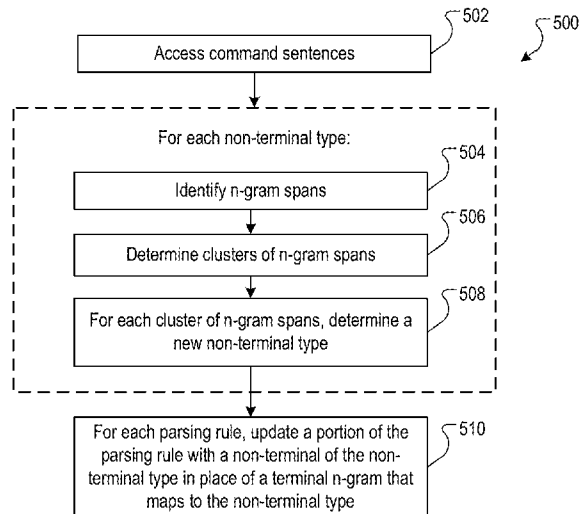 502
500
Access command sentences
For each non-terminal type:
504
Identify n-gram spans
506
Determine clusters of n-gram spans
508
For each cluster of n-gram spans, determine a
new non-terminal type
510
For each parsing rule, update a portion of the
parsing rule with a non-terminal of the non-
terminal type in place of a terminal n-gram that
maps to the non-terminal type